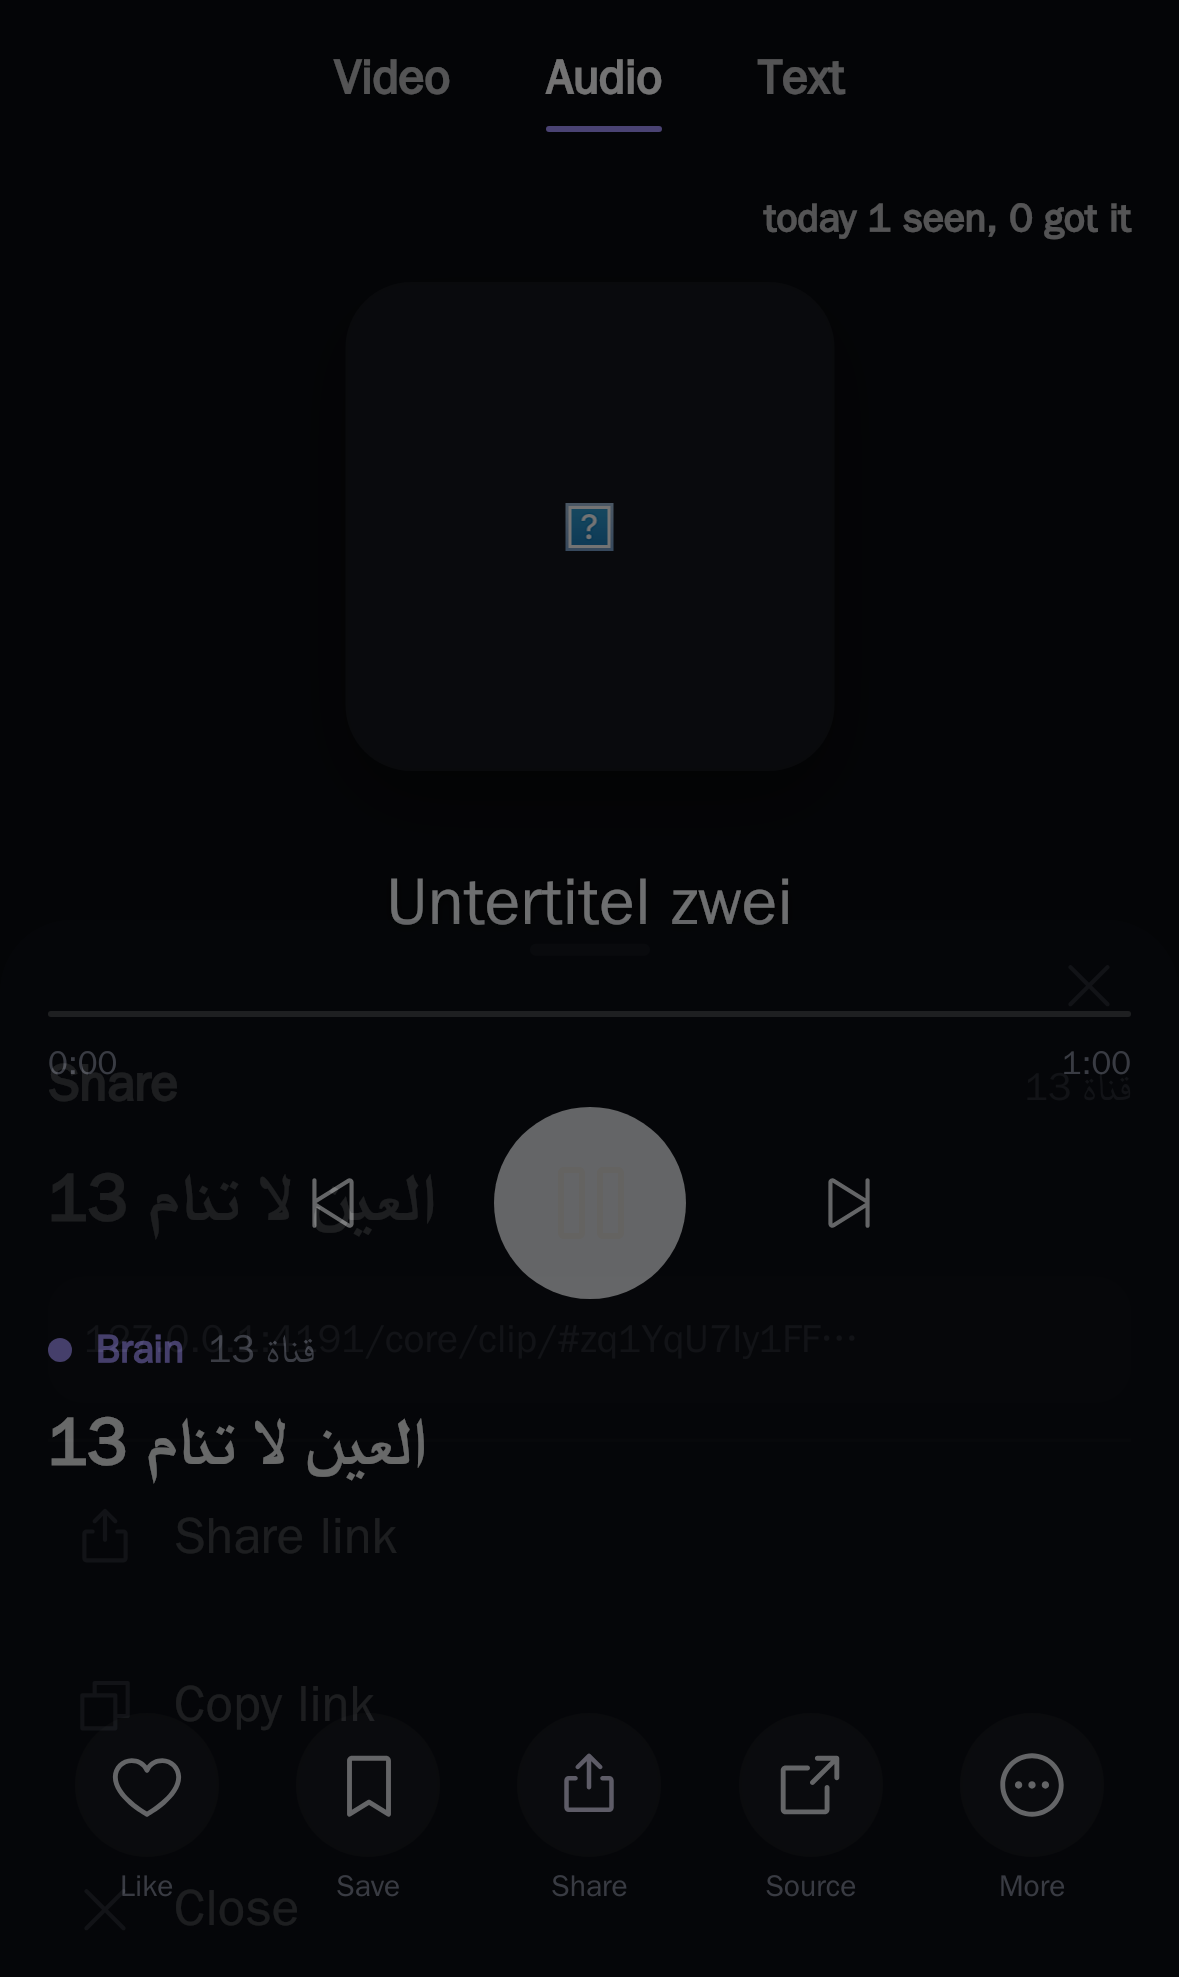 Video Audio Text
today 1 seen, 0 got it
?
Untertitel zwei
0:00 1:00
Share قناة 13
العين لا تنام 13
127.0.0.1:4191/core/clip/#zq1YqU7Iy1FF…
Brain قناة 13
العين لا تنام 13
Share link
Copy link
Like Save Share Source More
Close